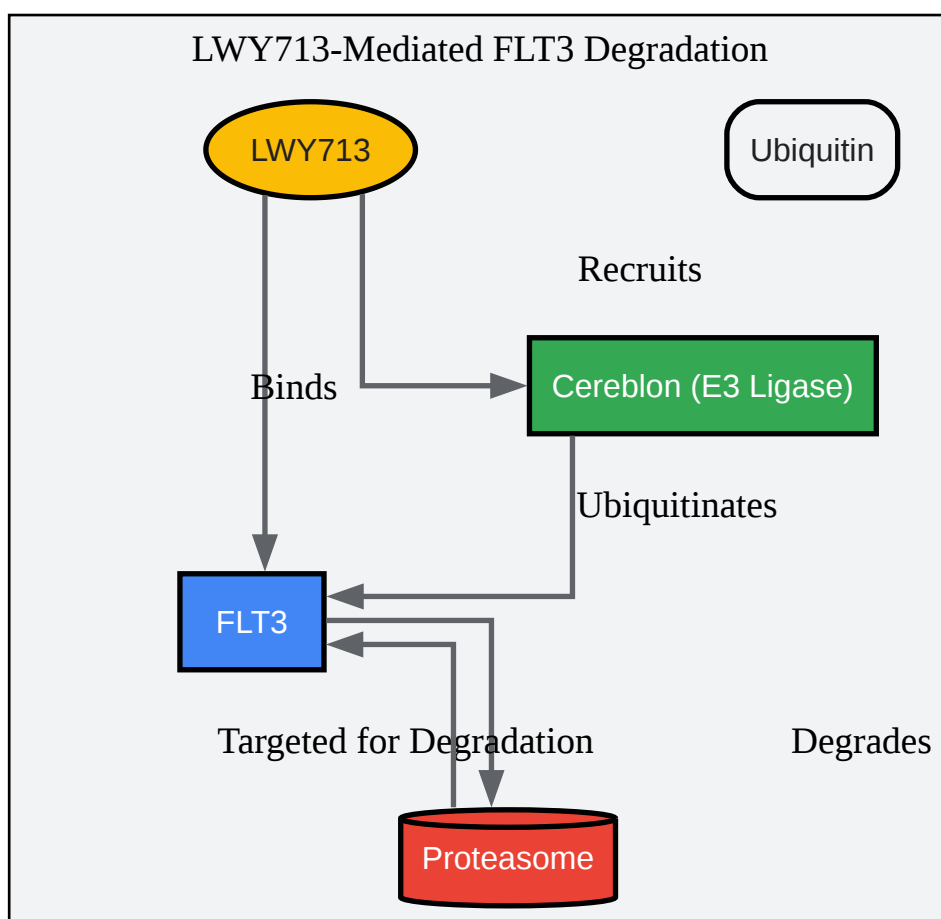 LWY713-Mediated FLT3 Degradation
LWY713
Ubiquitin
Recruits
Binds
Cereblon (E3 Ligase)
Ubiquitinates
FLT3
Targeted for Degradation
Degrades
Proteasome